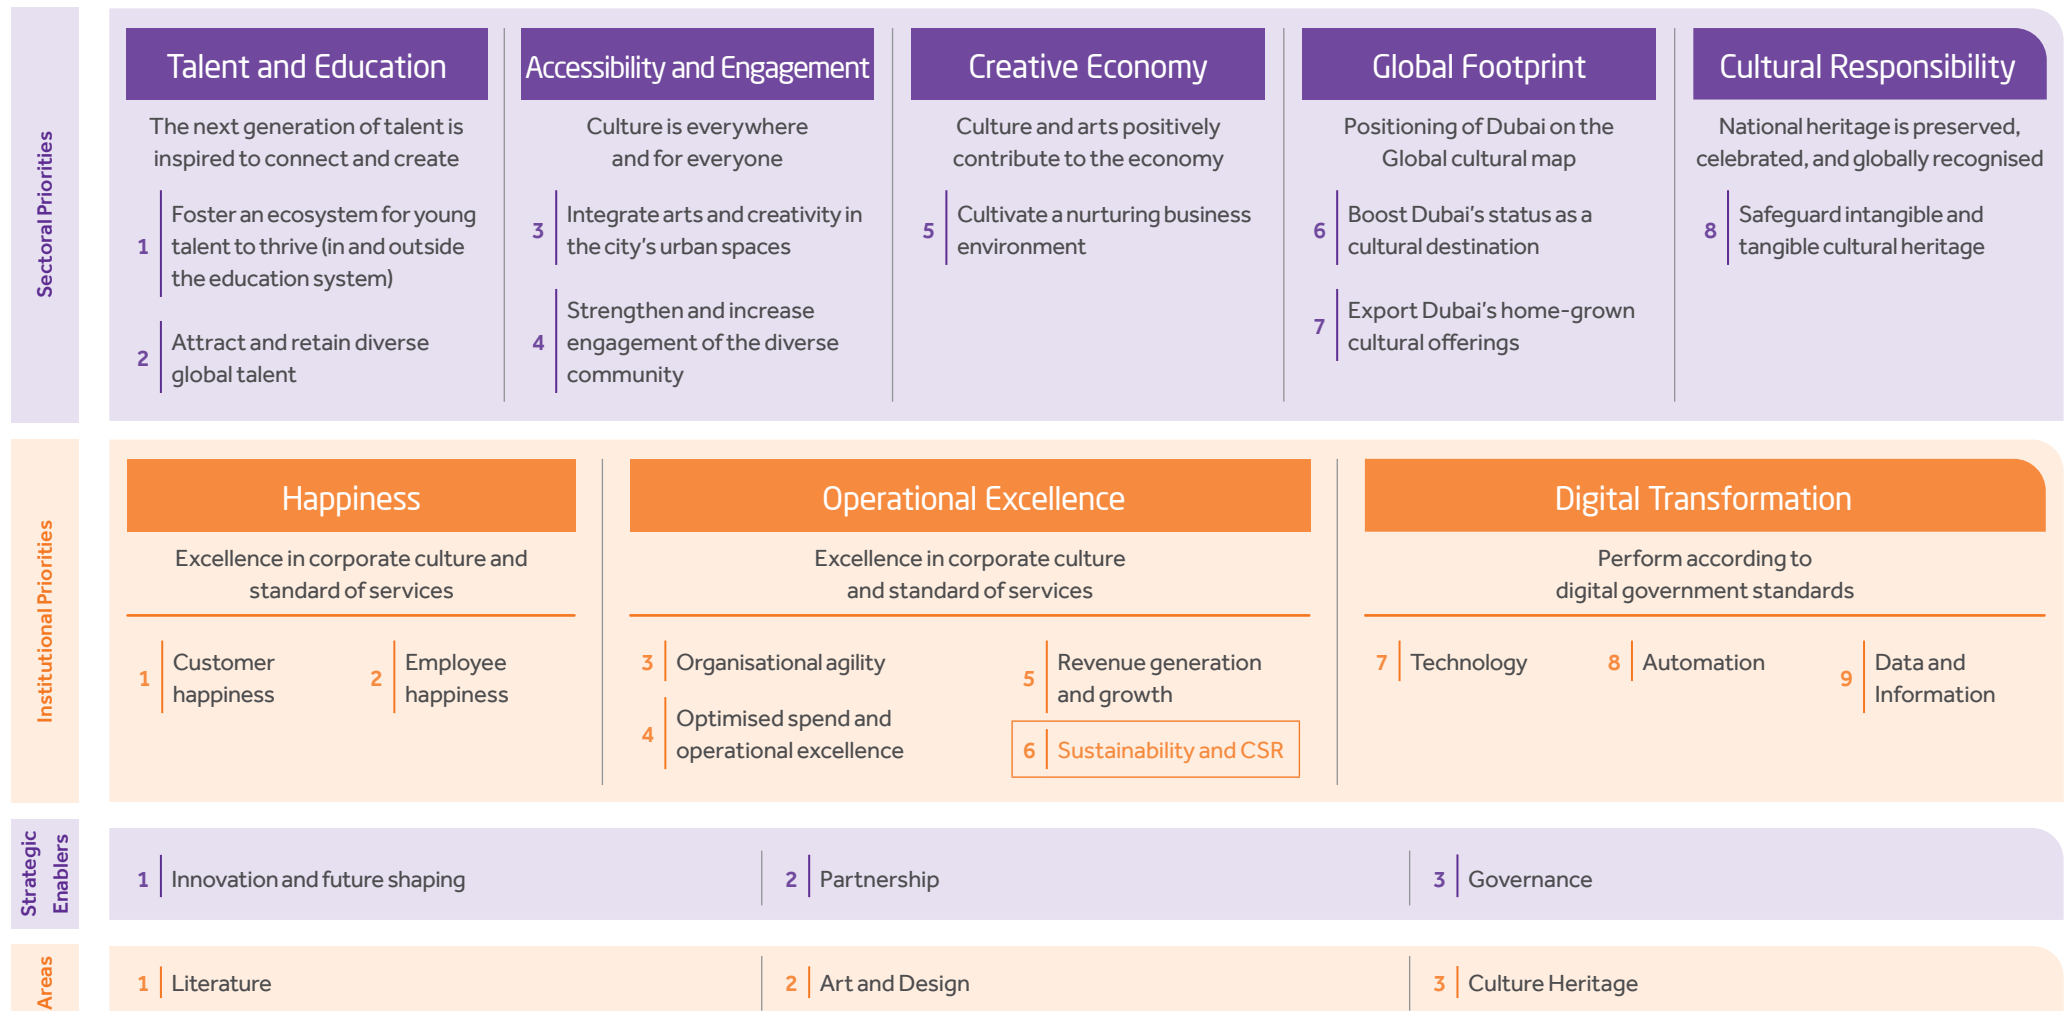 Sectoral Priorities
Talent and Education
The next generation of talent is
inspired to connect and create
1
Foster an ecosystem for young
talent to thrive (in and outside
the education system)
2
Attract and retain diverse
global talent
Accessibility and Engagement
Culture is everywhere
and for everyone
3
Integrate arts and creativity in
the city's urban spaces
4
Strengthen and increase
engagement of the diverse
community
Creative Economy
Culture and arts positively
contribute to the economy
5
Cultivate a nurturing business
environment
Global Footprint
Positioning of Dubai on the
Global cultural map
6
Boost Dubai's status as a
cultural destination
7
Export Dubai's home-grown
cultural offerings
Cultural Responsibility
National heritage is preserved,
celebrated, and globally recognised
8
Safeguard intangible and
tangible cultural heritage
Institutional Priorities
Happiness
Excellence in corporate culture and
standard of services
1
Customer
happiness
2
Employee
happiness
Operational Excellence
Excellence in corporate culture
and standard of services
3 Organisational agility
4
Optimised spend and
operational excellence
5
Revenue generation
and growth
6 Sustainability and CSR
Digital Transformation
Perform according to
digital government standards
7 Technology
8 Automation
9
Data and
Information
Strategic
Enablers
1 Innovation and future shaping
2 Partnership
3 Governance
Areas
1 Literature
2 Art and Design
3 Culture Heritage